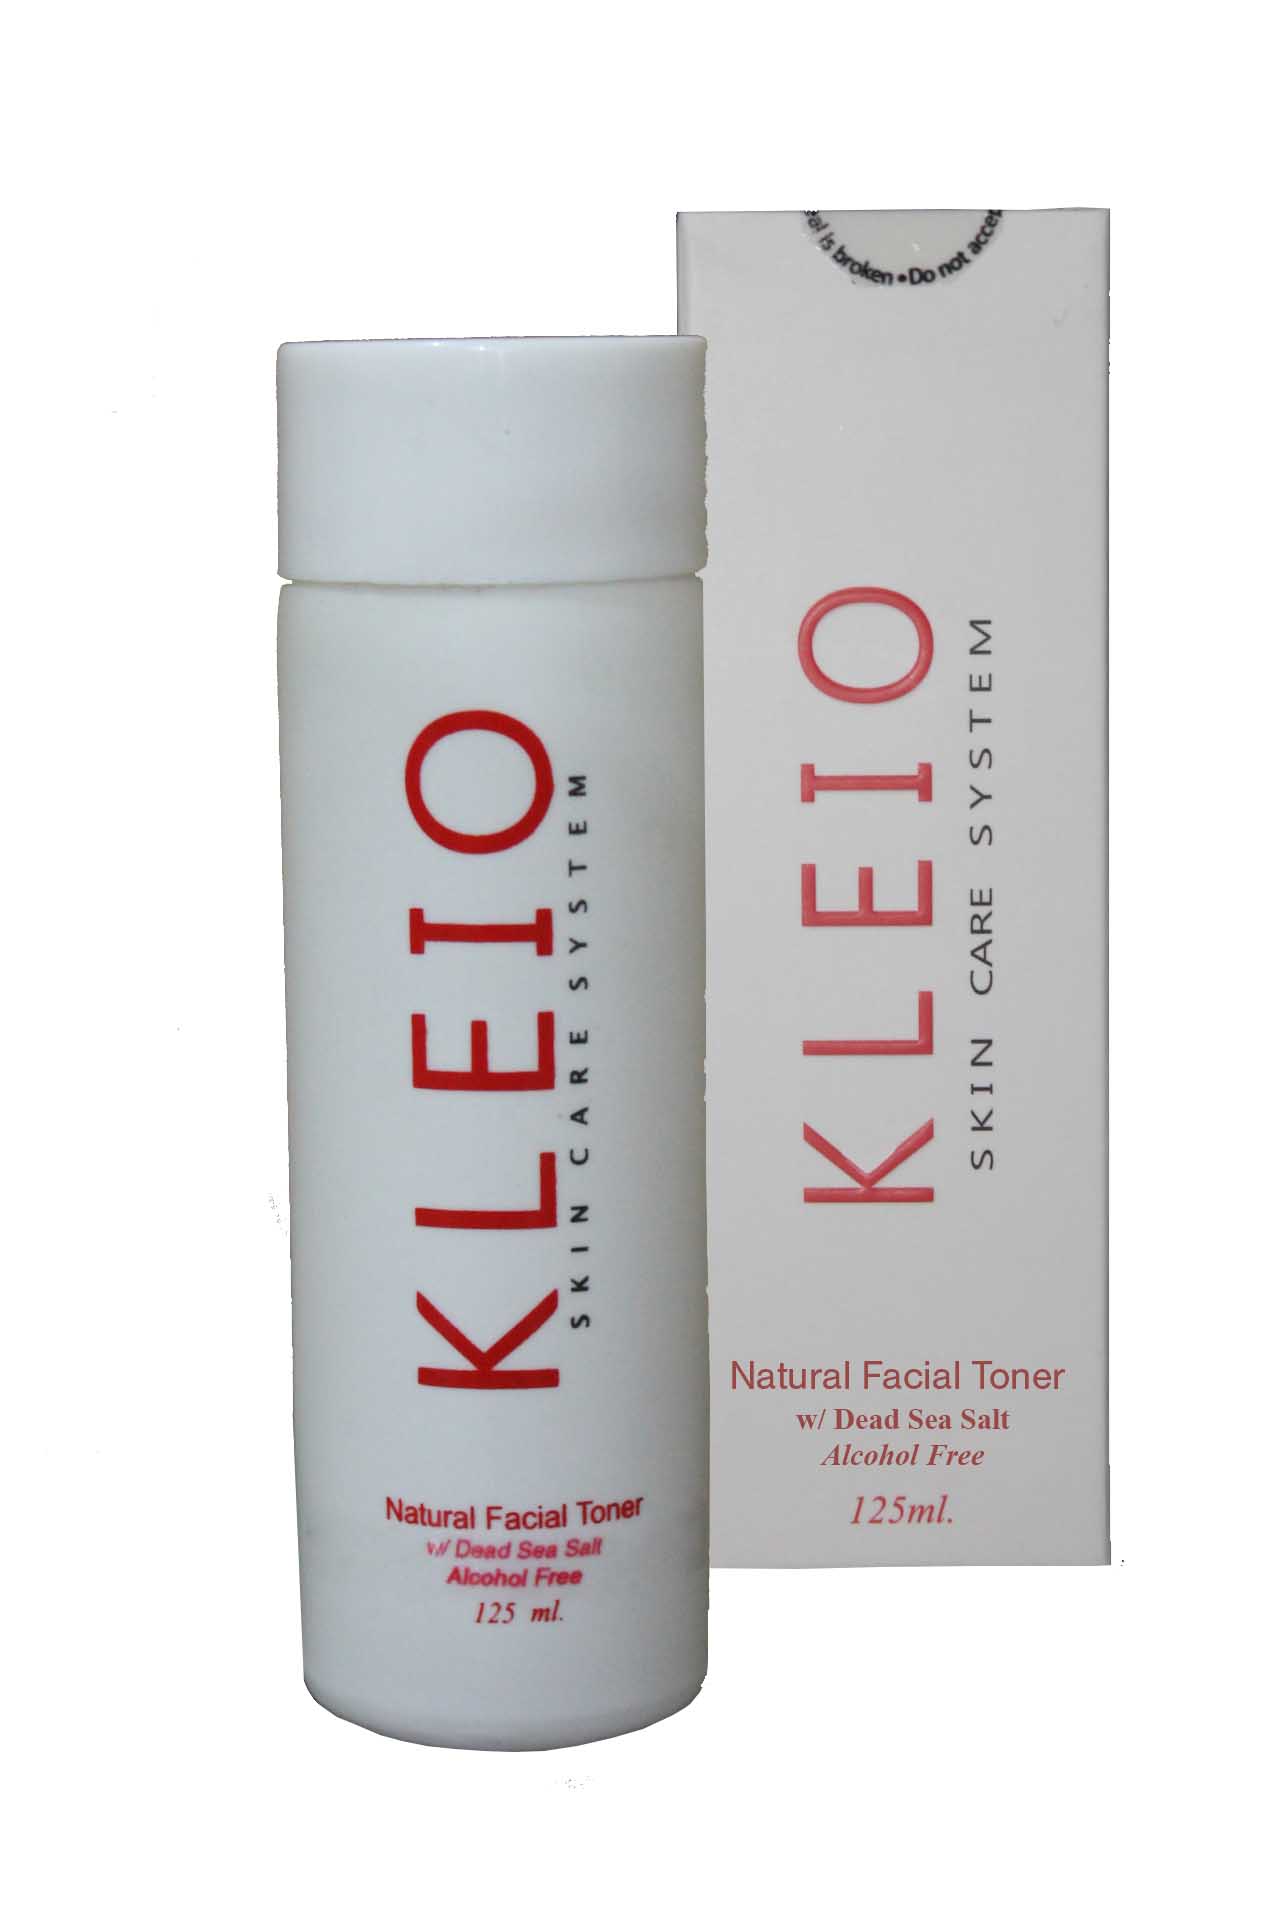 KLEIO
SKIN CARE SYSTEM
Natural Facial Toner
w/ Dead Sea Salt
Alcohol Free
125 ml.
is broken • Do not
KLEIO
SKIN CARE SYSTEM
Natural Facial Toner
w/ Dead Sea Salt
Alcohol Free
125ml.